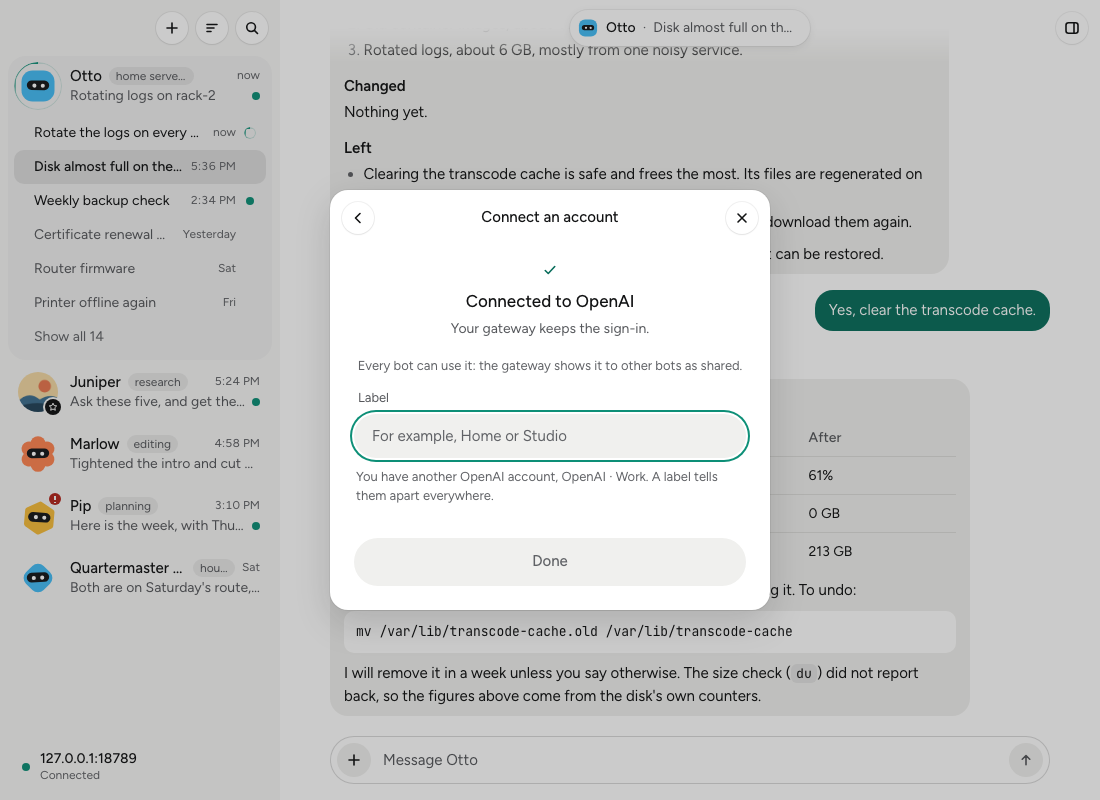 Otto · Disk almost full on th...
Otto home serve... now
Rotating logs on rack-2
Rotate the logs on every ... now
Disk almost full on the... 5:36 PM
Weekly backup check 2:34 PM
Certificate renewal ... Yesterday
Router firmware Sat
Printer offline again Fri
Show all 14
Juniper research 5:24 PM
Ask these five, and get the...
Marlow editing 4:58 PM
Tightened the intro and cut ...
Pip planning 3:10 PM
Here is the week, with Thu...
Quartermaster ... hou... Sat
Both are on Saturday's route,...
127.0.0.1:18789
Connected
3. Rotated logs, about 6 GB, mostly from one noisy service.
Changed
Nothing yet.
Left
Clearing the transcode cache is safe and frees the most. Its files are regenerated on
download them again.
can be restored.
Yes, clear the transcode cache.
Connect an account
Connected to OpenAI
Your gateway keeps the sign-in.
Every bot can use it: the gateway shows it to other bots as shared.
Label
For example, Home or Studio
You have another OpenAI account, OpenAI · Work. A label tells
them apart everywhere.
Done
After
61%
0 GB
213 GB
it. To undo:
mv /var/lib/transcode-cache.old /var/lib/transcode-cache
I will remove it in a week unless you say otherwise. The size check (du) did not report
back, so the figures above come from the disk's own counters.
Message Otto